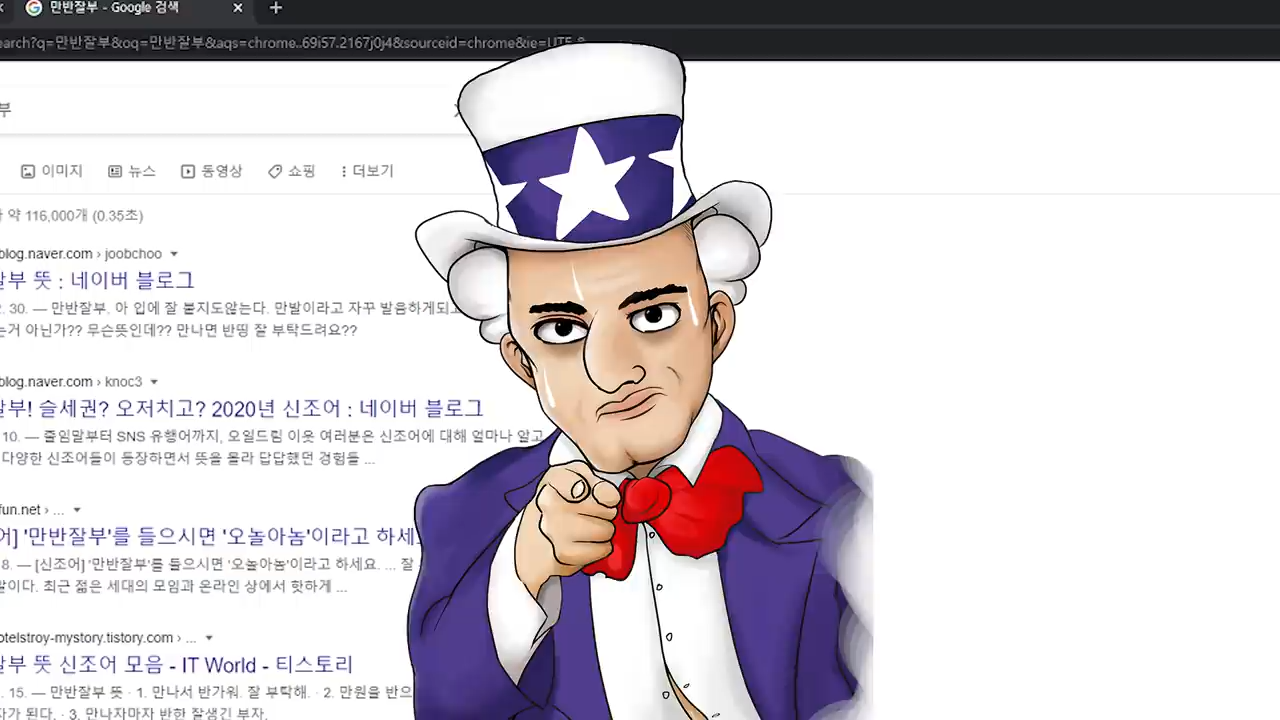 만반잘부 - Google 검색
earch?q=만반잘부&oq=만반잘부&aqs=chrome..69i57.2167j0j4&sourceid=chrome&ie=UTF-8
부
이미지 뉴스 동영상 쇼핑 더보기
약 116,000개 (0.35초)
blog.naver.com › joobchoo
잘부 뜻 : 네이버 블로그
. 30. — 만반잘부. 아 입에 잘 붙지도않는다. 만발이라고 자꾸 발음하게되
는거 아닌가?? 무슨뜻인데?? 만나면 반띵 잘 부탁드려요??
blog.naver.com › knoc3
잘부! 슬세권? 오저치고? 2020년 신조어 : 네이버 블로그
10. — 줄임말부터 SNS 유행어까지, 오일드림 이웃 여러분은 신조어에 대해 얼마나 알고
다양한 신조어들이 등장하면서 뜻을 몰라 답답했던 경험들 ...
fun.net › ...
어] '만반잘부'를 들으시면 '오놀아놈'이라고 하세
8. — [신조어] '만반잘부'를 들으시면 '오놀아놈'이라고 하세요. ... 잘
말이다. 최근 젊은 세대의 모임과 온라인 상에서 핫하게 ...
otelstroy-mystory.tistory.com › ...
잘부 뜻 신조어 모음 - IT World - 티스토리
. 15. — 만반잘부 뜻 · 1. 만나서 반가워. 잘 부탁해. · 2. 만원을 반으
자가 된다. · 3. 만나자마자 반한 잘생긴 부자.